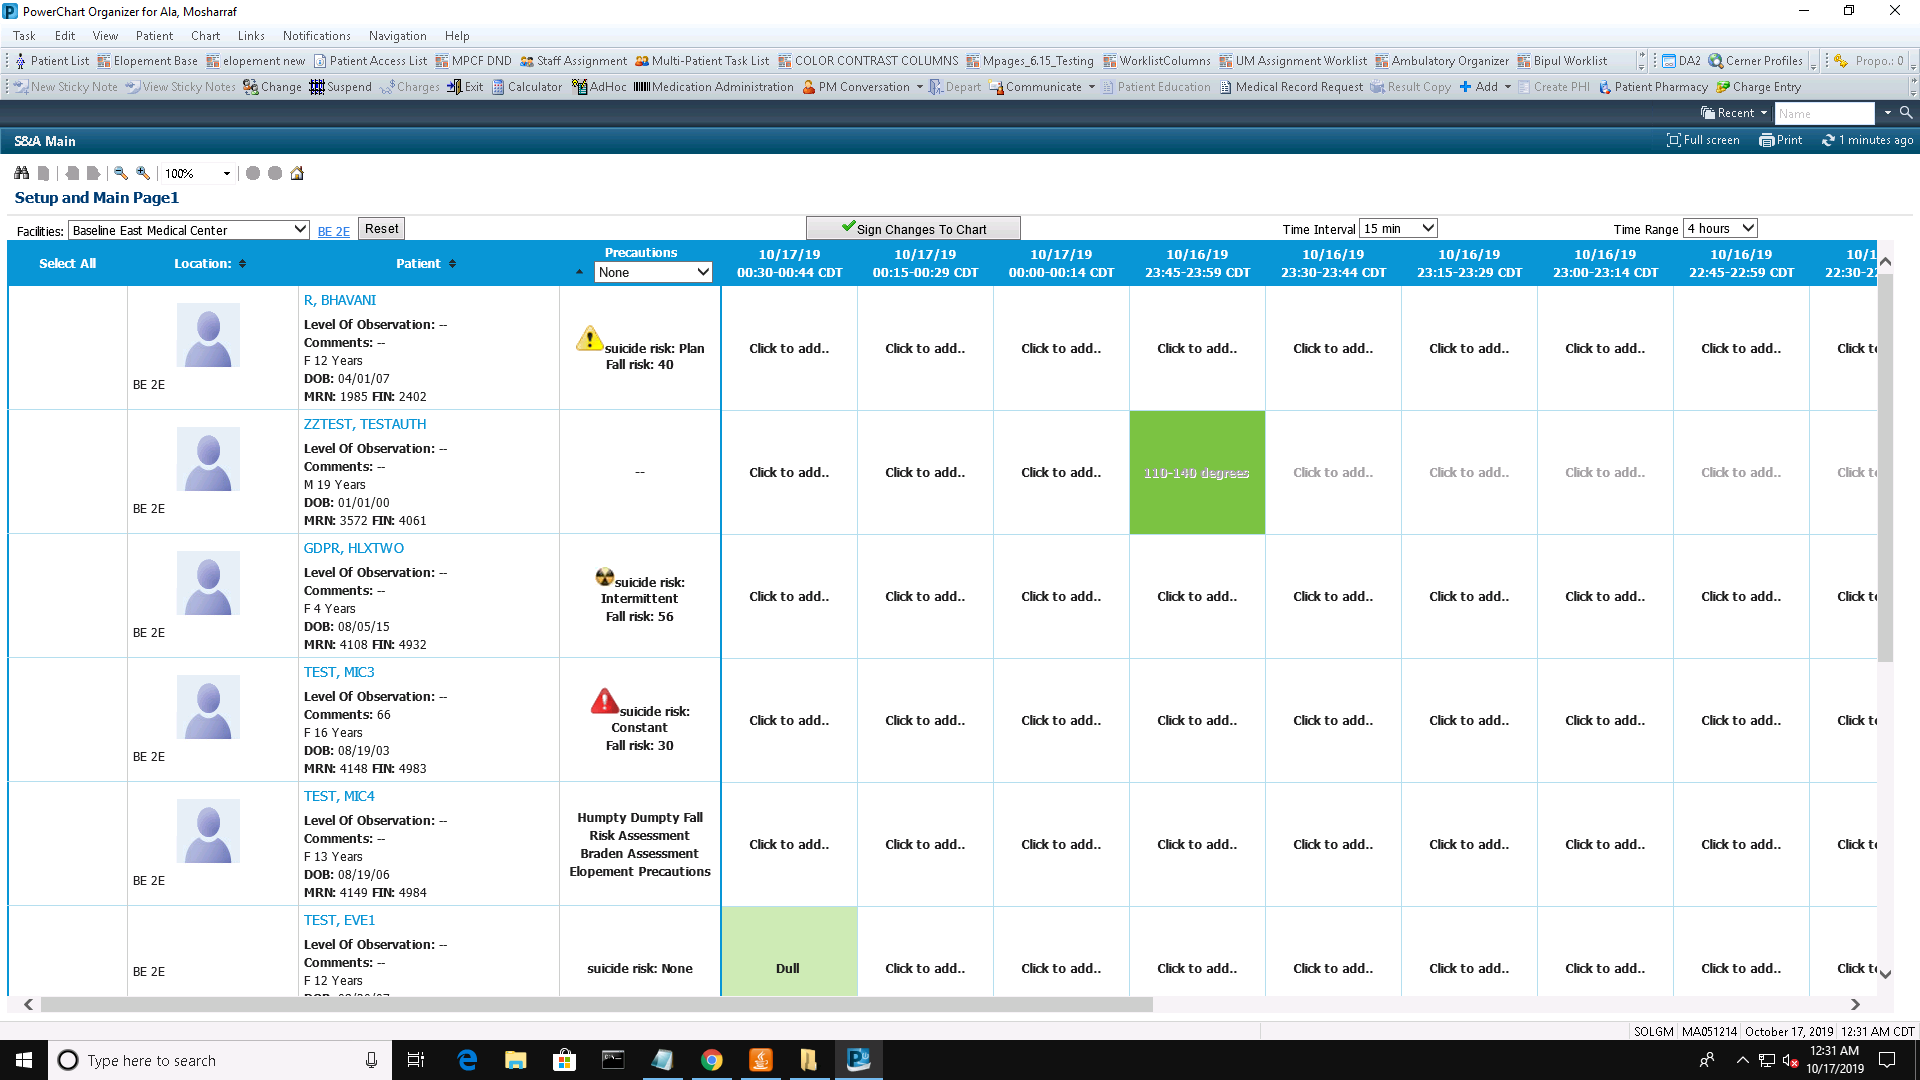 PowerChart Organizer for Ala, Mosharraf
Task Edit View Patient Chart Links Notifications Navigation Help
Patient List Elopement Base elopement new Patient Access List MPCF DND Staff Assignment Multi-Patient Task List COLOR CONTRAST COLUMNS Mpages_6.15_Testing WorklistColumns UM Assignment Worklist Ambulatory Organizer Bipul Worklist DA2 Cerner Profiles Propo.: 0
New Sticky Note View Sticky Notes Change Suspend Charges Exit Calculator AdHoc Medication Administration PM Conversation Depart Communicate Patient Education Medical Record Request Result Copy Add Create PHI Patient Pharmacy Charge Entry
Recent Name
S&A Main Full screen Print 1 minutes ago
100%
Setup and Main Page1
Facilities: Baseline East Medical Center BE 2E Reset Sign Changes To Chart Time Interval 15 min Time Range 4 hours
Select All Location: Patient Precautions None
10/17/19 00:30-00:44 CDT
10/17/19 00:15-00:29 CDT
10/17/19 00:00-00:14 CDT
10/16/19 23:45-23:59 CDT
10/16/19 23:30-23:44 CDT
10/16/19 23:15-23:29 CDT
10/16/19 23:00-23:14 CDT
10/16/19 22:45-22:59 CDT
10/1 22:30-2
BE 2E
R, BHAVANI
Level Of Observation: --
Comments: --
F 12 Years
DOB: 04/01/07
MRN: 1985 FIN: 2402
suicide risk: Plan
Fall risk: 40
Click to add.. Click to add.. Click to add.. Click to add.. Click to add.. Click to add.. Click to add.. Click to add.. Click t
BE 2E
ZZTEST, TESTAUTH
Level Of Observation: --
Comments: --
M 19 Years
DOB: 01/01/00
MRN: 3572 FIN: 4061
--
Click to add.. Click to add.. Click to add.. 110-140 degrees Click to add.. Click to add.. Click to add.. Click to add.. Click t
BE 2E
GDPR, HLXTWO
Level Of Observation: --
Comments: --
F 4 Years
DOB: 08/05/15
MRN: 4108 FIN: 4932
suicide risk:
Intermittent
Fall risk: 56
Click to add.. Click to add.. Click to add.. Click to add.. Click to add.. Click to add.. Click to add.. Click to add.. Click t
BE 2E
TEST, MIC3
Level Of Observation: --
Comments: 66
F 16 Years
DOB: 08/19/03
MRN: 4148 FIN: 4983
suicide risk:
Constant
Fall risk: 30
Click to add.. Click to add.. Click to add.. Click to add.. Click to add.. Click to add.. Click to add.. Click to add.. Click t
BE 2E
TEST, MIC4
Level Of Observation: --
Comments: --
F 13 Years
DOB: 08/19/06
MRN: 4149 FIN: 4984
Humpty Dumpty Fall
Risk Assessment
Braden Assessment
Elopement Precautions
Click to add.. Click to add.. Click to add.. Click to add.. Click to add.. Click to add.. Click to add.. Click to add.. Click t
BE 2E
TEST, EVE1
Level Of Observation: --
Comments: --
F 12 Years
suicide risk: None
Dull Click to add.. Click to add.. Click to add.. Click to add.. Click to add.. Click to add.. Click to add.. Click t
SOLGM MA051214 October 17, 2019 12:31 AM CDT
Type here to search
12:31 AM
10/17/2019